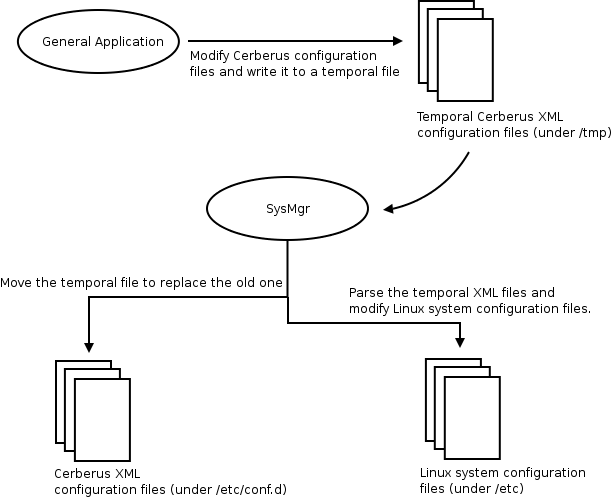 General Application
Modify Cerberus configuration
files and write it to a temporal file
Temporal Cerberus XML
configuration files (under /tmp)
SysMgr
Move the temporal file to replace the old one
Parse the temporal XML files and
modify Linux system configuration files.
Cerberus XML
configuration files (under /etc/conf.d)
Linux system configuration
files (under /etc)